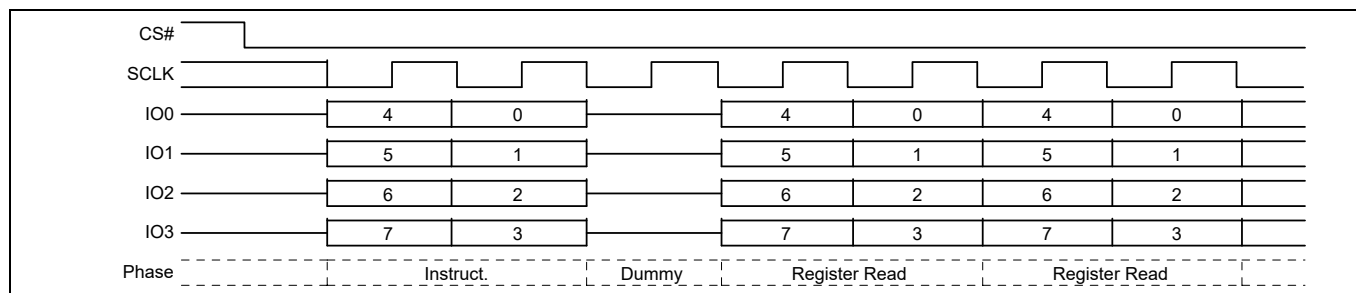 CS#
SCLK
IO0 4 0 4 0 4 0
IO1 5 1 5 1 5 1
IO2 6 2 6 2 6 2
IO3 7 3 7 3 7 3
Phase Instruct. Dummy Register Read Register Read